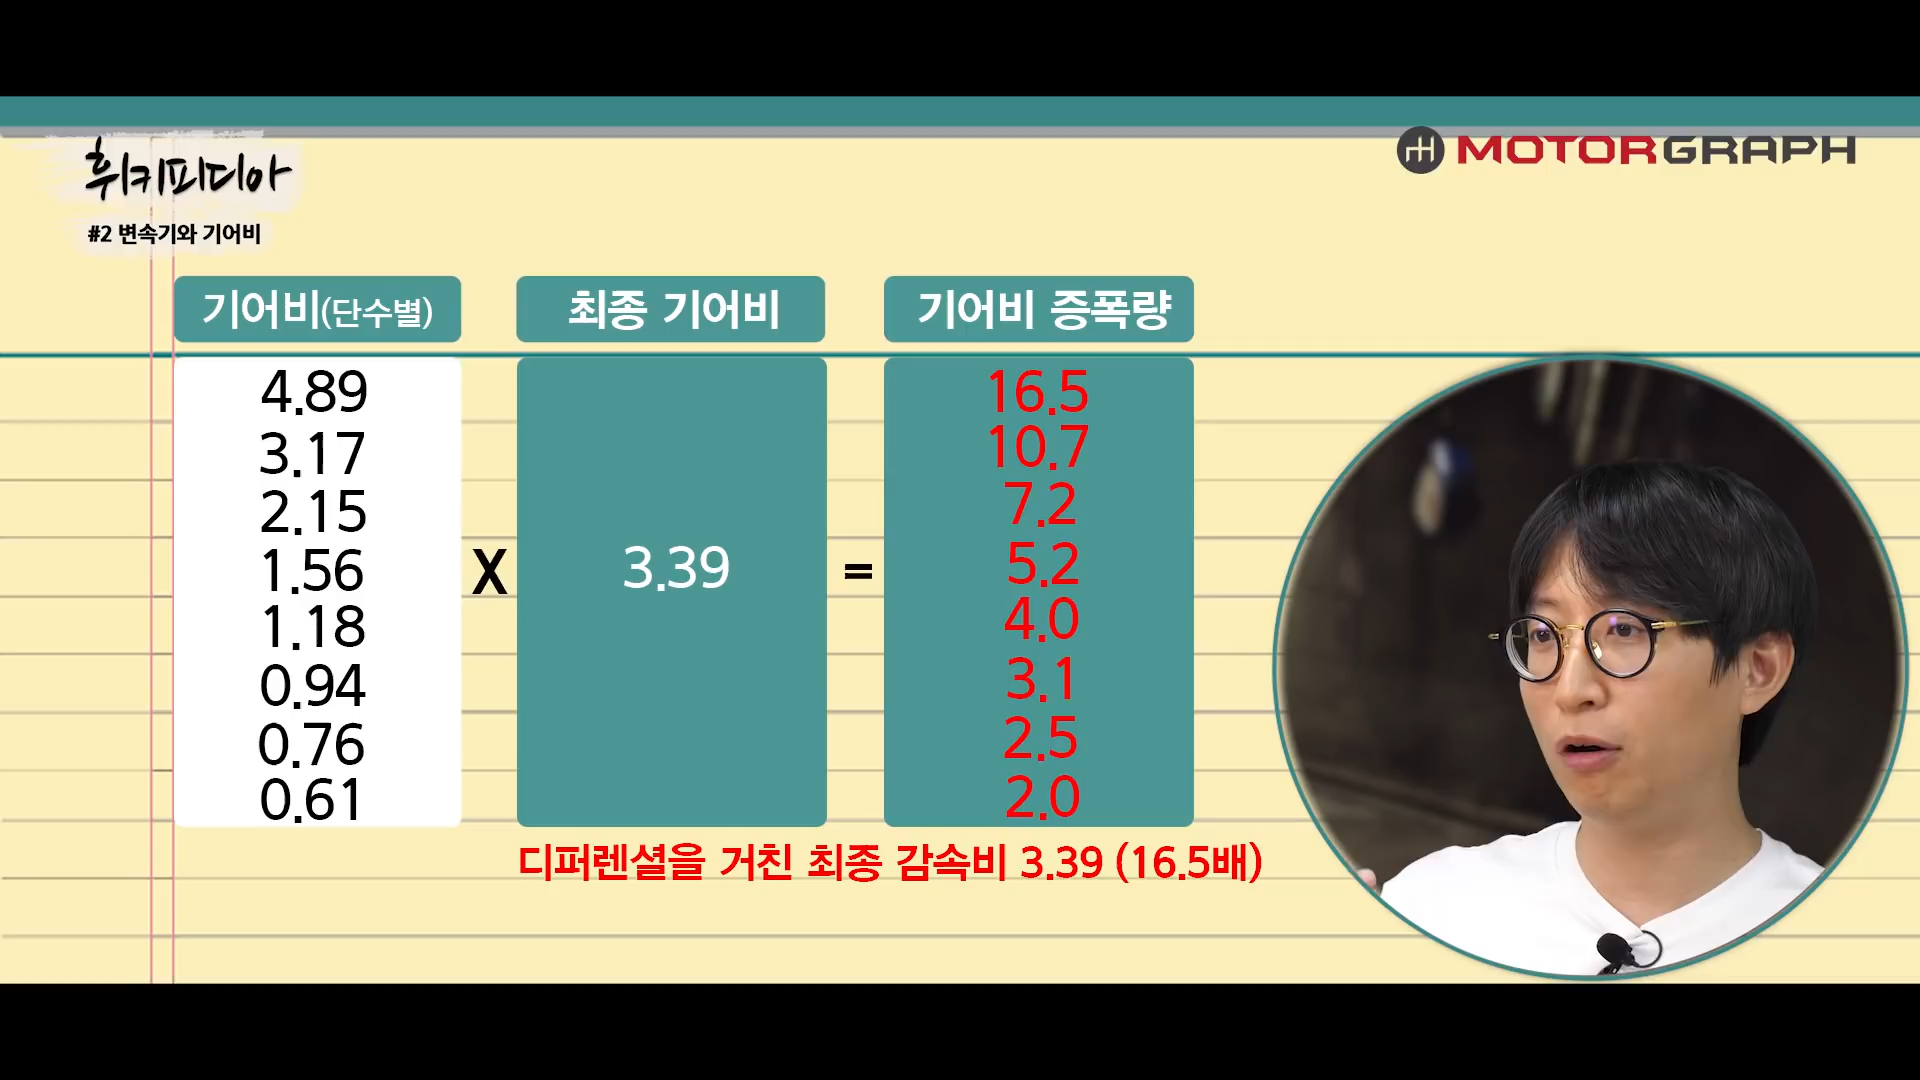 휘키피디아
#2 변속기와 기어비
MOTORGRAPH
기어비(단수별) 최종 기어비 기어비 증폭량
4.89 16.5
3.17 10.7
2.15 7.2
1.56 X 3.39 = 5.2
1.18 4.0
0.94 3.1
0.76 2.5
0.61 2.0
디퍼렌셜을 거친 최종 감속비 3.39 (16.5배)